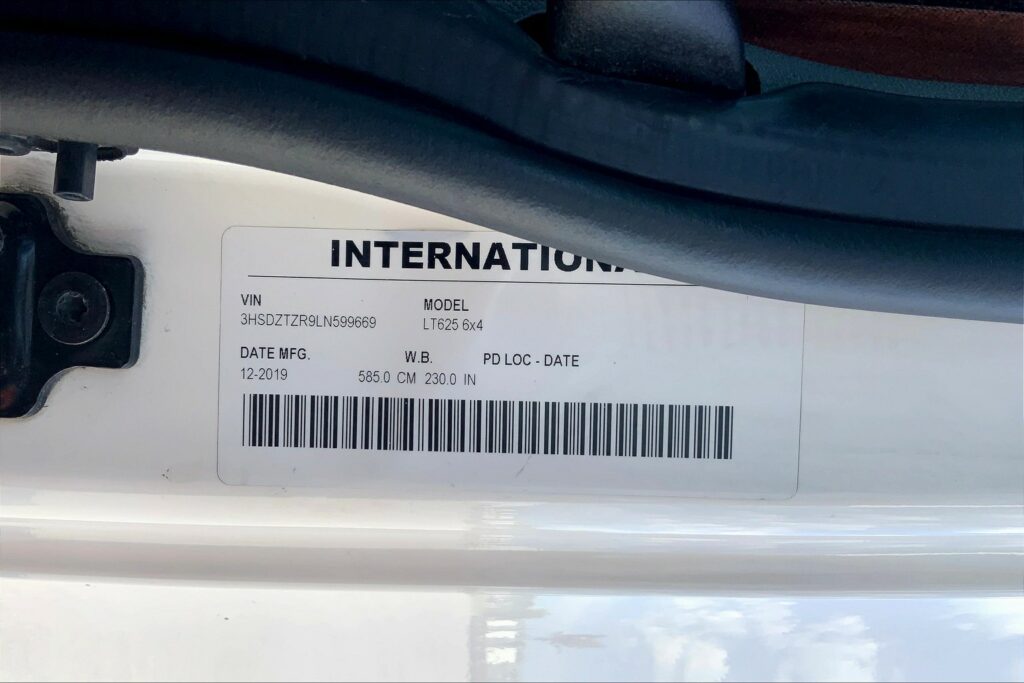 INTERNATIONA
VIN MODEL
3HSDZTZR9LN599669 LT625 6x4
DATE MFG. W.B. PD LOC - DATE
12-2019 585.0 CM 230.0 IN